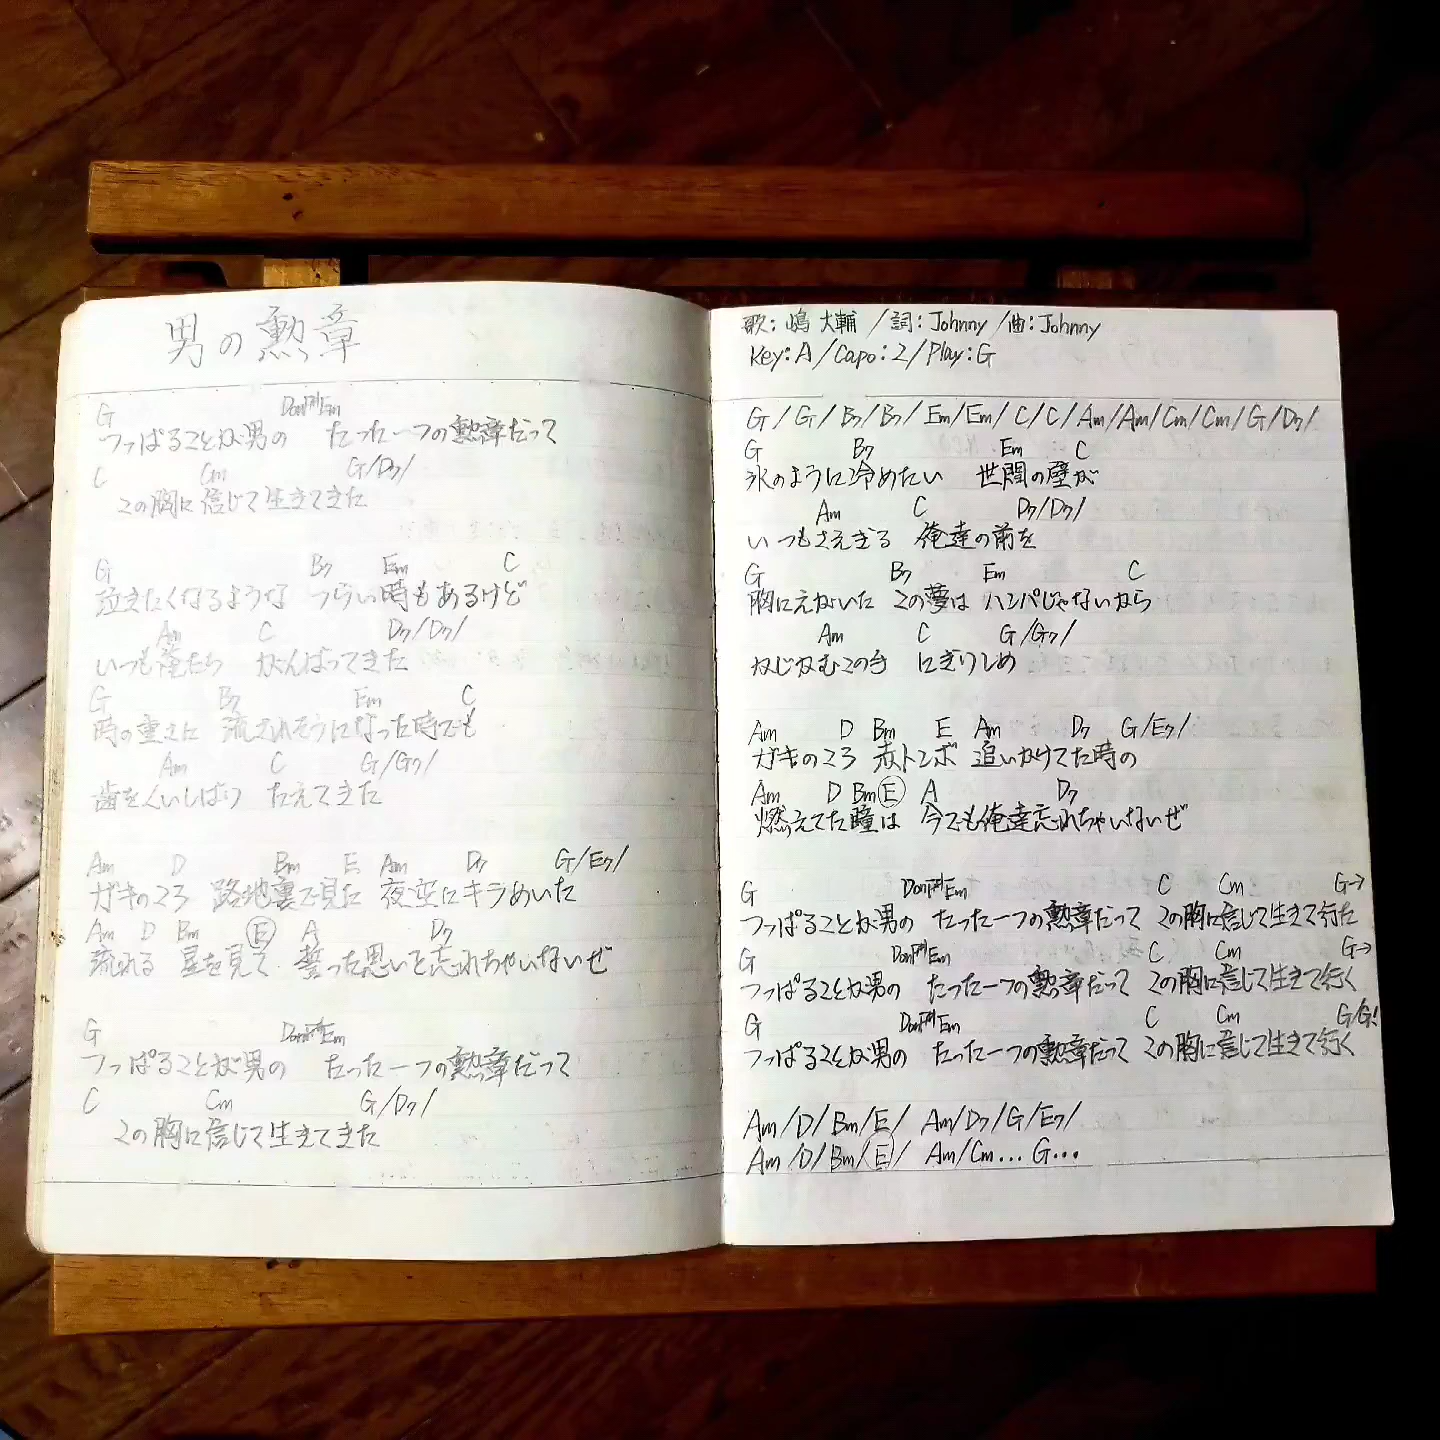 男の勲章
G DonF#Em
つっぱることが男の たった一つの勲章だって
C Cm G/D7/
この胸に信じて生きてきた
G B7 Em C
泣きたくなるような つらい時もあるけど
Am C D7/D7/
いつも俺たち がんばってきた
G B7 Em C
時の重さに 流されそうになった時でも
Am C G/G7/
歯をくいしばり たえてきた
Am D Bm E Am D7 G/E7/
ガキのころ 路地裏で見た 夜空にキラめいた
Am D Bm E A D7
流れる 星を見て 誓った思いを忘れちゃいないぜ
G DonF#Em
つっぱることが男の たった一つの勲章だって
C Cm G/D7/
この胸に信じて生きてきた
歌:嶋大輔/詞:Johnny/曲:Johnny
Key:A/Capo:2/Play:G
G/G/B7/B7/Em/Em/C/C/Am/Am/Cm/Cm/G/D7/
G B7 Em C
氷のように冷めたい 世間の壁が
Am C D7/D7/
いつもさえぎる 俺達の前を
G B7 Em C
胸にえがいた この夢は ハンパじゃないから
Am C G/G7/
かじかむこの手 にぎりしめ
Am D Bm E Am D7 G/E7/
ガキのころ 赤トンボ 追いかけてた時の
Am D Bm E A D7
燃えてた瞳は 今でも俺達忘れちゃいないぜ
G DonF#Em C Cm G→
つっぱることが男の たった一つの勲章だって この胸に信じて生きて行た
G DonF#Em C Cm G→
つっぱることが男の たった一つの勲章だって この胸に信じて生きて行く
G DonF#Em C Cm G/G!
つっぱることが男の たった一つの勲章だって この胸に信じて生きて行く
Am/D/Bm/E/ Am/D7/G/E7/
Am/D/Bm/E/ Am/Cm...G...